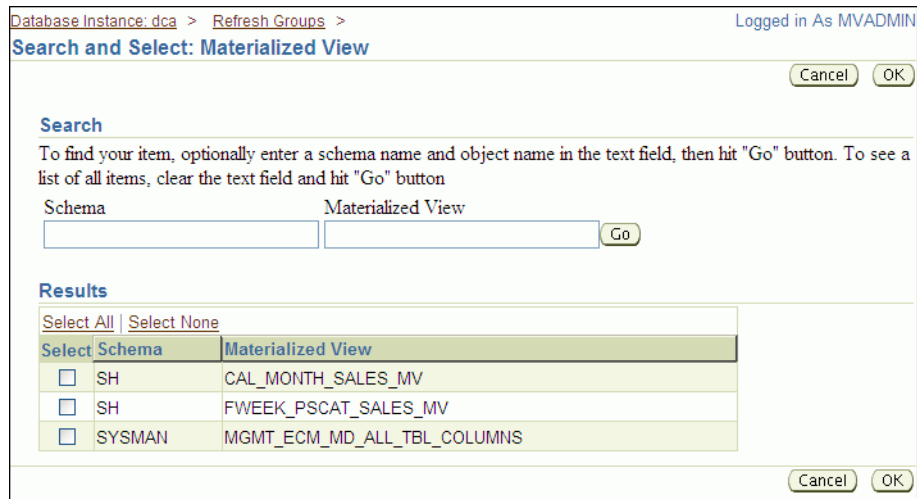 Database Instance: dca > Refresh Groups > Logged in As MVADMIN
Search and Select: Materialized View
Cancel OK
Search
To find your item, optionally enter a schema name and object name in the text field, then hit "Go" button. To see a
list of all items, clear the text field and hit "Go" button
Schema Materialized View
Go
Results
Select All | Select None
Select Schema Materialized View
SH CAL_MONTH_SALES_MV
SH FWEEK_PSCAT_SALES_MV
SYSMAN MGMT_ECM_MD_ALL_TBL_COLUMNS
Cancel OK